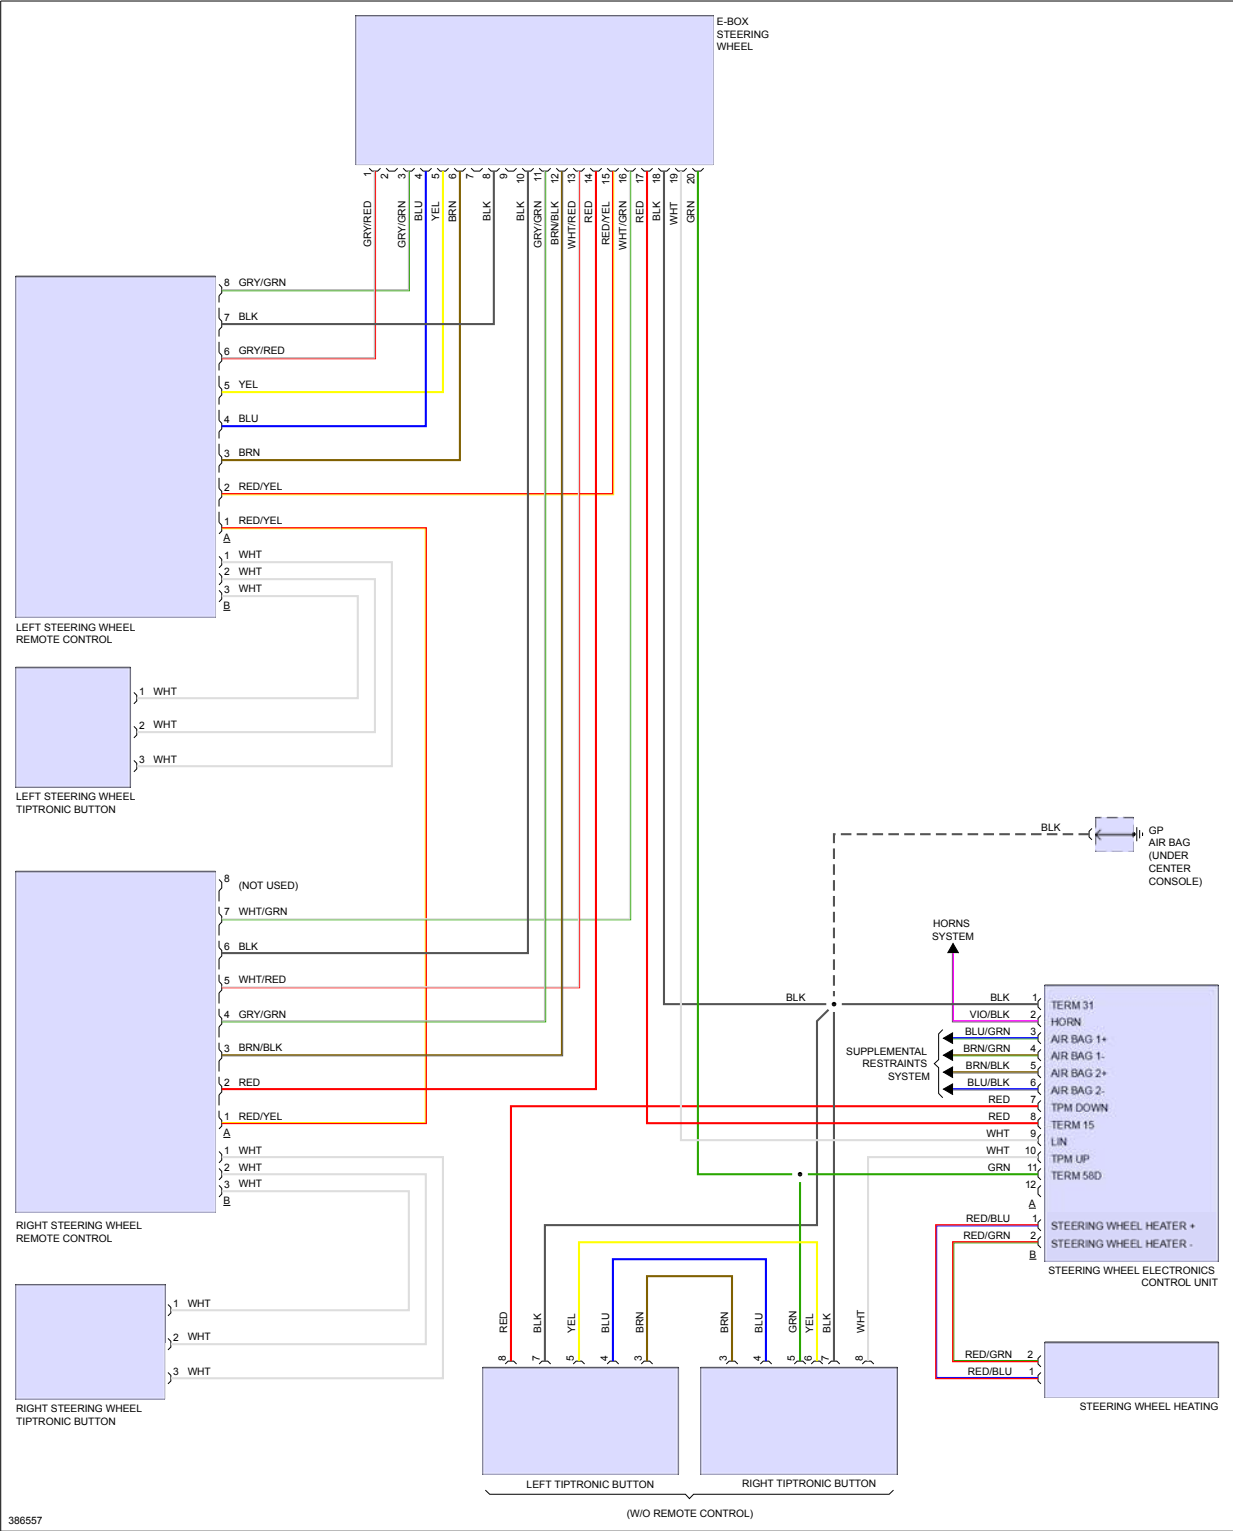 E-BOX
STEERING
WHEEL
1
2
3
4
5
6
7
8
9
10
11
12
13
14
15
16
17
18
19
20
GRY/RED
GRY/GRN
BLU
YEL
BRN
BLK
BLK
GRY/GRN
BRN/BLK
WHT/RED
RED
RED/YEL
WHT/GRN
RED
BLK
WHT
GRN
8 GRY/GRN
7 BLK
6 GRY/RED
5 YEL
4 BLU
3 BRN
2 RED/YEL
1 RED/YEL
A
1 WHT
2 WHT
3 WHT
B
LEFT STEERING WHEEL
REMOTE CONTROL
1 WHT
2 WHT
3 WHT
LEFT STEERING WHEEL
TIPTRONIC BUTTON
8 (NOT USED)
7 WHT/GRN
6 BLK
5 WHT/RED
4 GRY/GRN
3 BRN/BLK
2 RED
1 RED/YEL
A
1 WHT
2 WHT
3 WHT
B
RIGHT STEERING WHEEL
REMOTE CONTROL
1 WHT
2 WHT
3 WHT
RIGHT STEERING WHEEL
TIPTRONIC BUTTON
BLK
GP
AIR BAG
(UNDER
CENTER
CONSOLE)
HORNS
SYSTEM
BLK
SUPPLEMENTAL
RESTRAINTS
SYSTEM
BLK 1 TERM 31
VIO/BLK 2 HORN
BLU/GRN 3 AIR BAG 1+
BRN/GRN 4 AIR BAG 1-
BRN/BLK 5 AIR BAG 2+
BLU/BLK 6 AIR BAG 2-
RED 7 TPM DOWN
RED 8 TERM 15
WHT 9 LIN
WHT 10 TPM UP
GRN 11 TERM 58D
12
A
RED/BLU 1 STEERING WHEEL HEATER +
RED/GRN 2 STEERING WHEEL HEATER -
B
STEERING WHEEL ELECTRONICS
CONTROL UNIT
RED/GRN 2
RED/BLU 1
STEERING WHEEL HEATING
RED
BLK
YEL
BLU
BRN
BRN
BLU
GRN
YEL
BLK
WHT
8
7
5
4
3
3
4
5
6
7
8
LEFT TIPTRONIC BUTTON
RIGHT TIPTRONIC BUTTON
(W/O REMOTE CONTROL)
386557